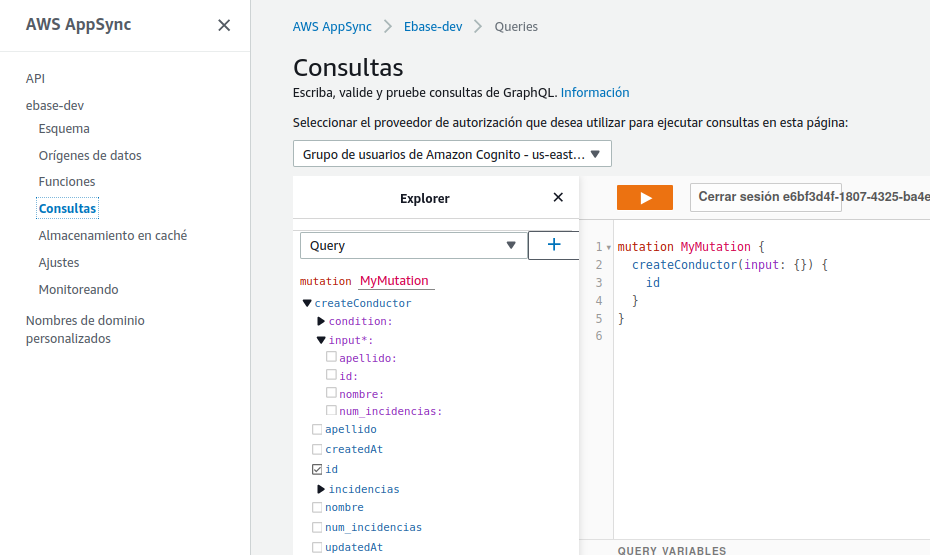 AWS AppSync
API
ebase-dev
Esquema
Orígenes de datos
Funciones
Consultas
Almacenamiento en caché
Ajustes
Monitoreando
Nombres de dominio
personalizados
AWS AppSync Ebase-dev Queries
Consultas
Escriba, valide y pruebe consultas de GraphQL. Información
Seleccionar el proveedor de autorización que desea utilizar para ejecutar consultas en esta página:
Grupo de usuarios de Amazon Cognito - us-east...
Explorer
Query
mutation MyMutation
createConductor
condition:
input*:
apellido:
id:
nombre:
num_incidencias:
apellido
createdAt
id
incidencias
nombre
num_incidencias
updatedAt
Cerrar sesión e6bf3d4f-1807-4325-ba4e
1 mutation MyMutation {
2 createConductor(input: {}) {
3 id
4 }
5 }
6
QUERY VARIABLES